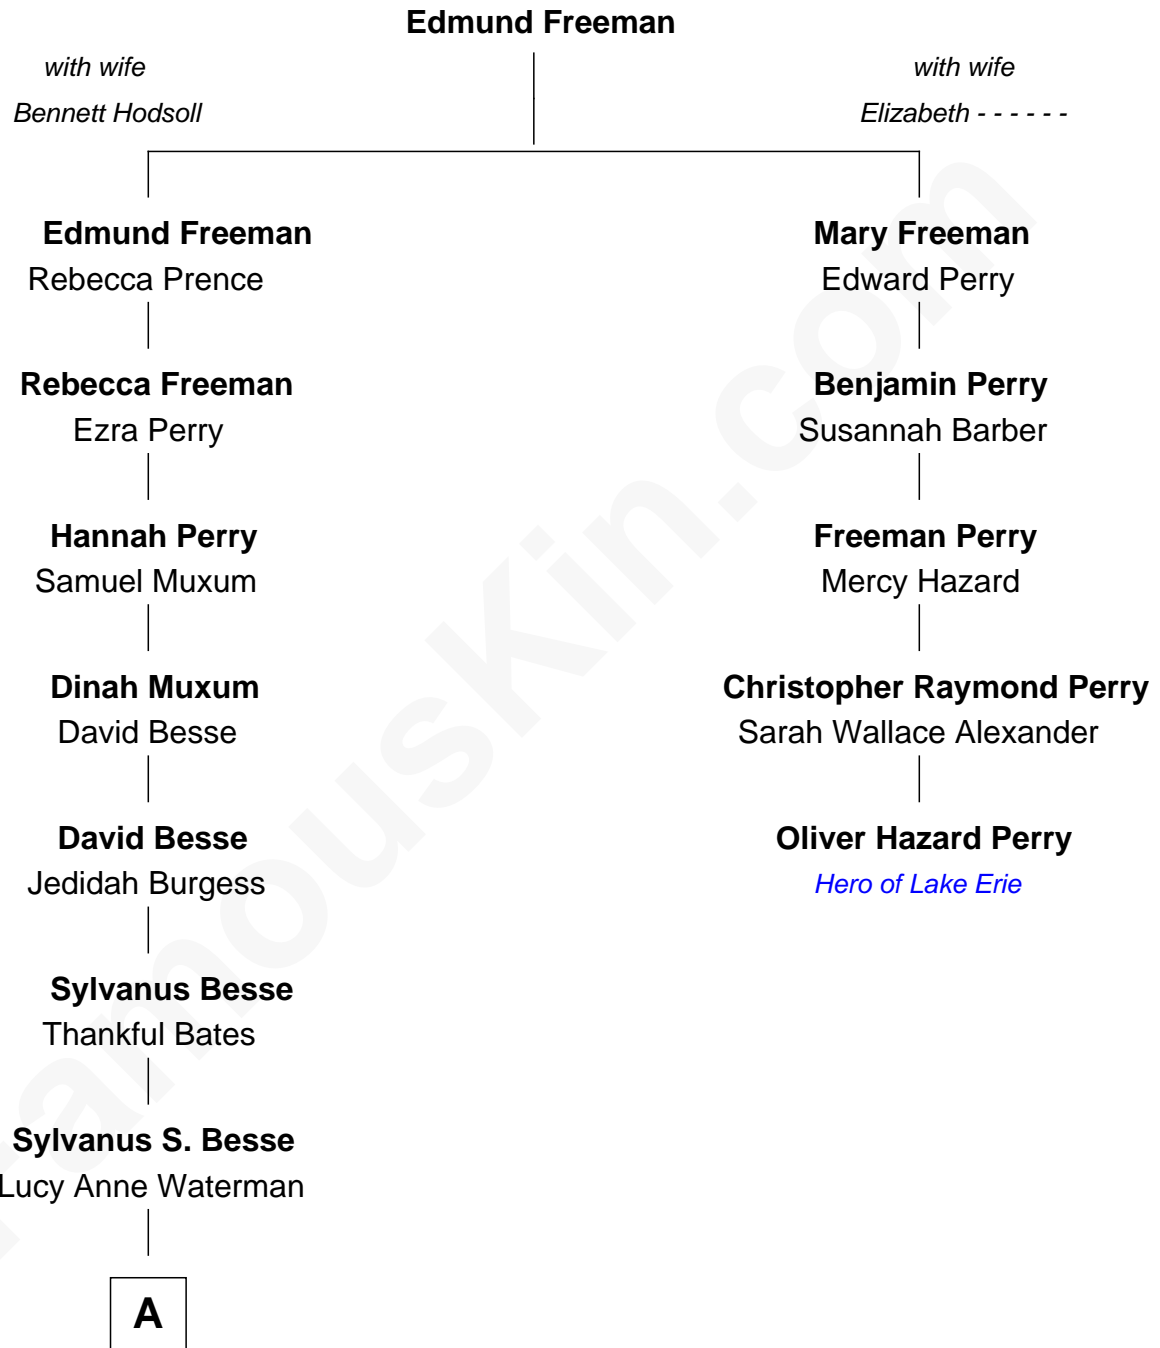 Edmund Freeman
with wife
Bennett Hodsoll
with wife
Elizabeth - - - - - -
Edmund Freeman
Rebecca Prence
Rebecca Freeman
Ezra Perry
Hannah Perry
Samuel Muxum
Dinah Muxum
David Besse
David Besse
Jedidah Burgess
Sylvanus Besse
Thankful Bates
Sylvanus S. Besse
Lucy Anne Waterman
A
Mary Freeman
Edward Perry
Benjamin Perry
Susannah Barber
Freeman Perry
Mercy Hazard
Christopher Raymond Perry
Sarah Wallace Alexander
Oliver Hazard Perry
Hero of Lake Erie
FamousKin.com